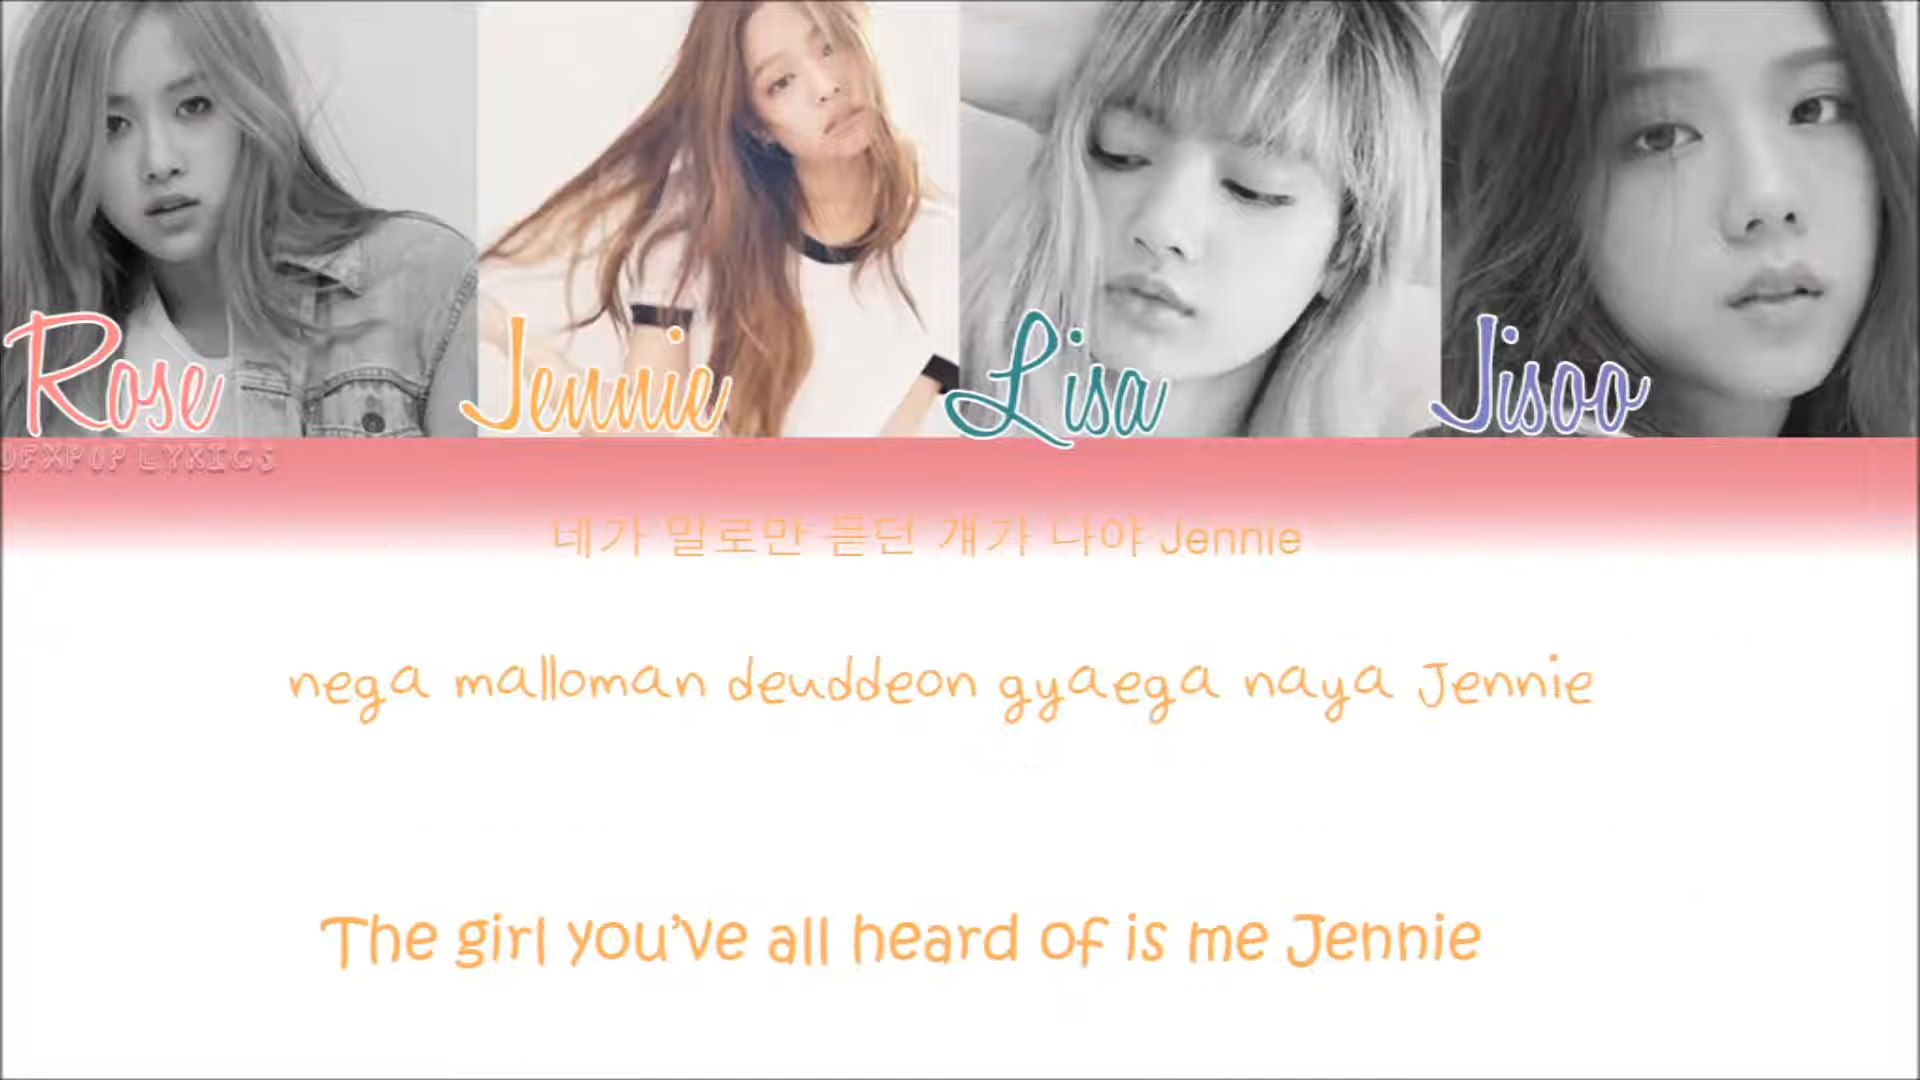 Rose Jennie Lisa Jisoo
LYRICS
네가 말로만 듣던 걔가 나야 Jennie
nega malloman deuddeon gyaega naya Jennie
The girl you've all heard of is me Jennie